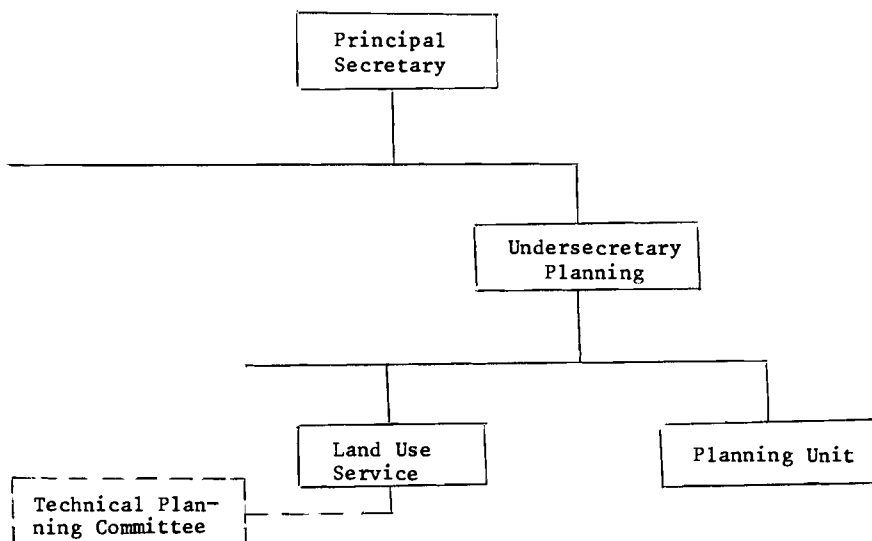 Principal
Secretary
Undersecretary
Planning
Land Use
Service
Planning Unit
Technical Plan-
ning Committee